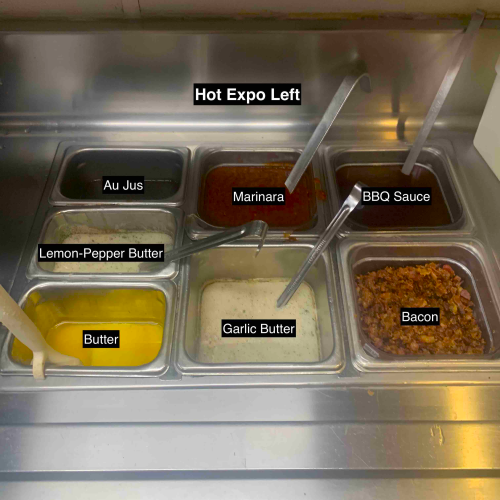 Hot Expo Left
Au Jus
Marinara
BBQ Sauce
Lemon-Pepper Butter
Butter
Garlic Butter
Bacon